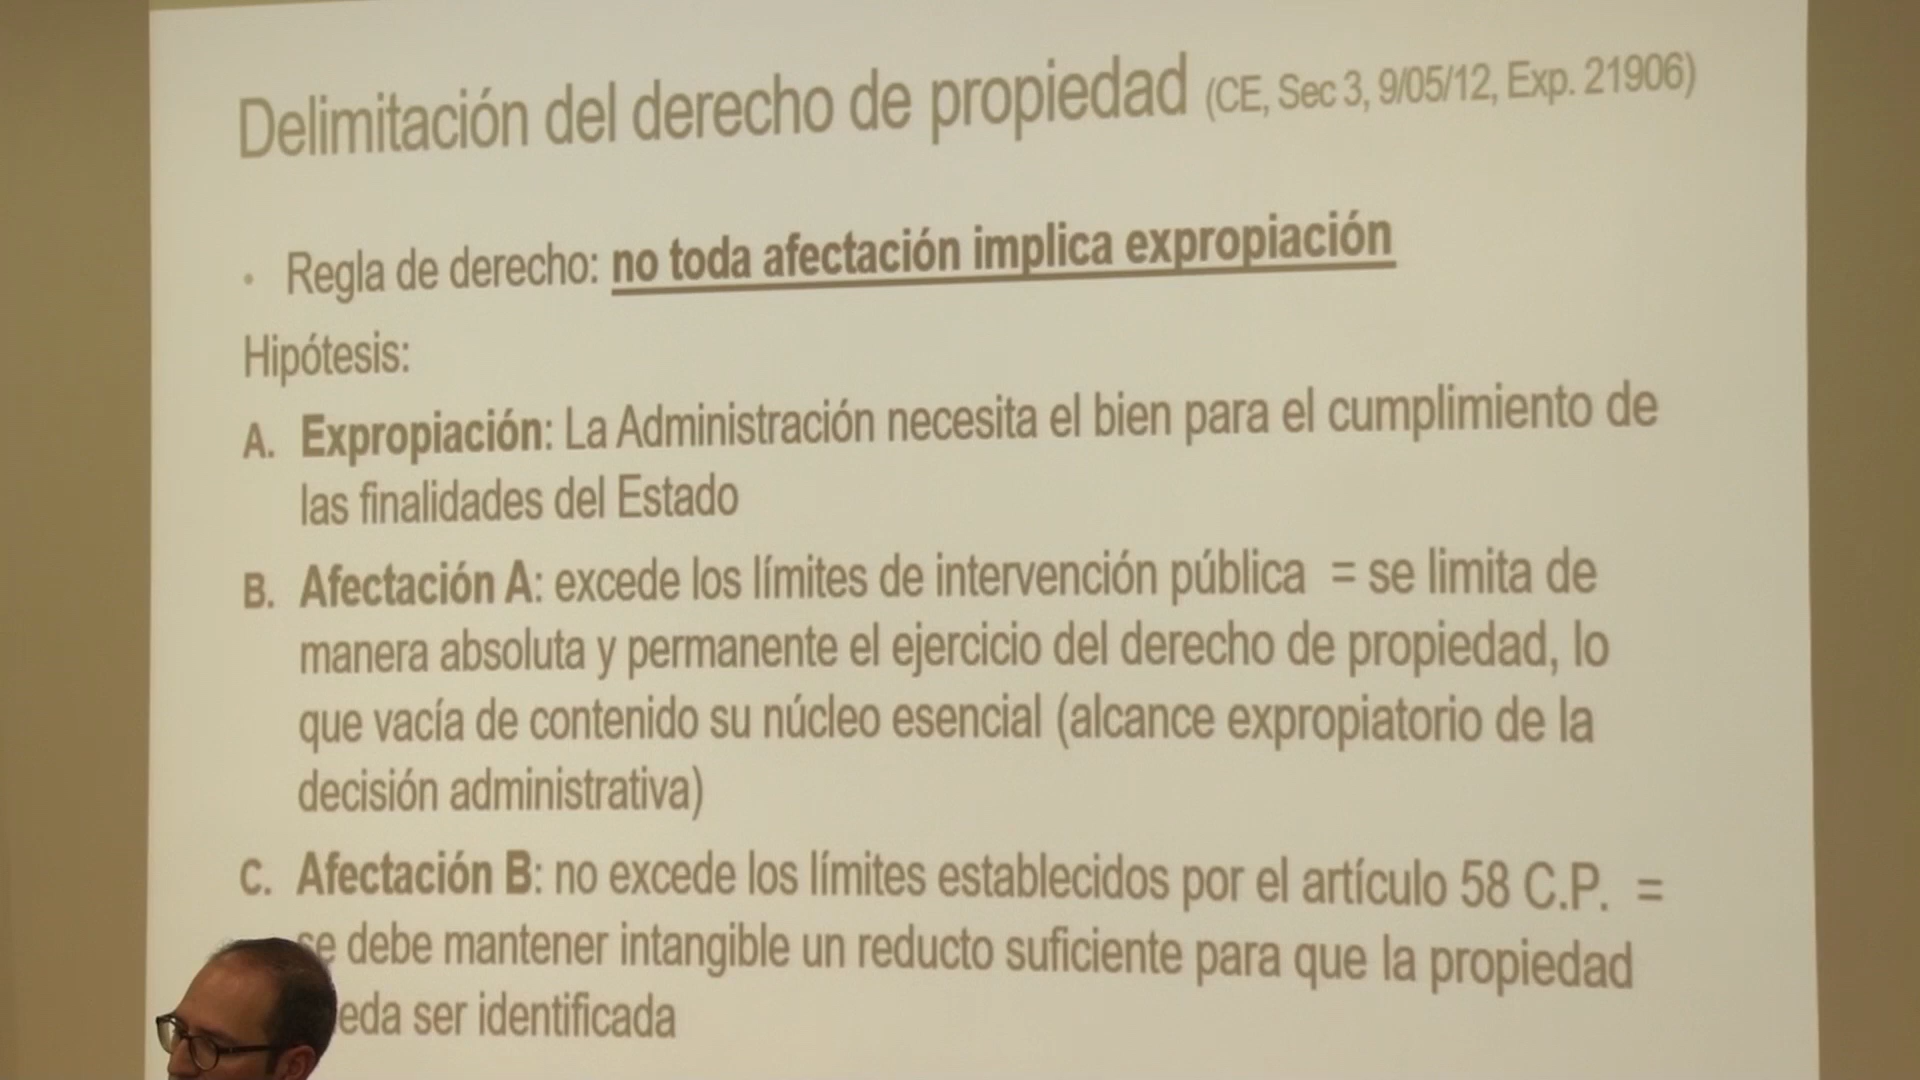 Delimitación del derecho de propiedad (CE, Sec 3, 9/05/12, Exp. 21906)
• Regla de derecho: no toda afectación implica expropiación
Hipótesis:
A. Expropiación: La Administración necesita el bien para el cumplimiento de
las finalidades del Estado
B. Afectación A: excede los límites de intervención pública = se limita de
manera absoluta y permanente el ejercicio del derecho de propiedad, lo
que vacía de contenido su núcleo esencial (alcance expropiatorio de la
decisión administrativa)
C. Afectación B: no excede los límites establecidos por el artículo 58 C.P. =
se debe mantener intangible un reducto suficiente para que la propiedad
ser identificada